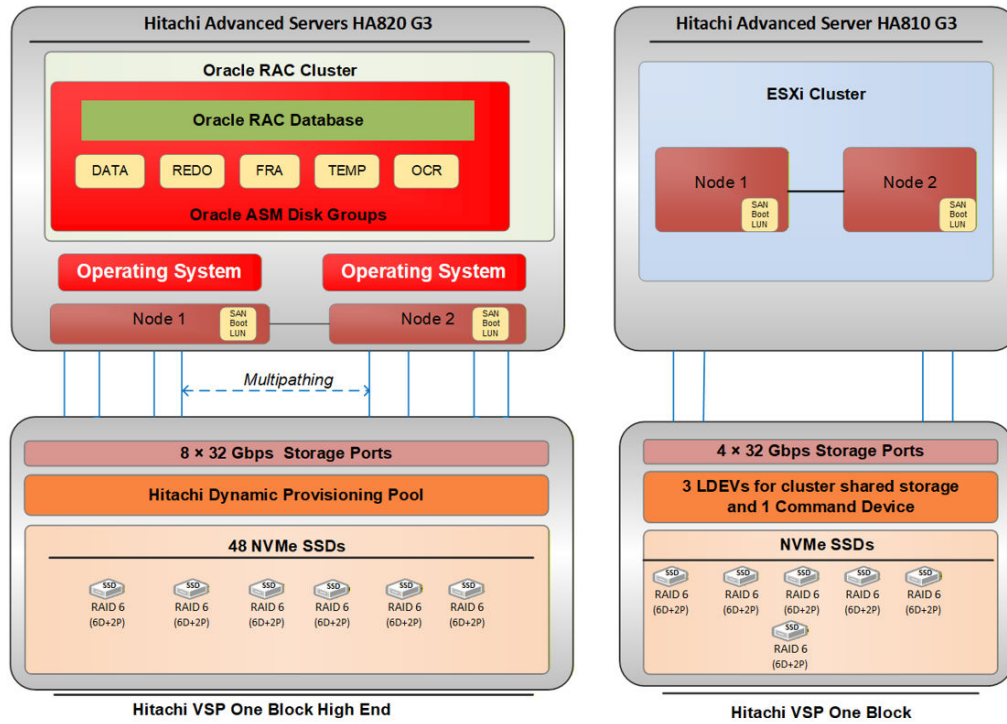 Hitachi Advanced Servers HA820 G3
Oracle RAC Cluster
Oracle RAC Database
DATA
REDO
FRA
TEMP
OCR
Oracle ASM Disk Groups
Operating System
Operating System
Node 1
SAN
Boot
LUN
Node 2
SAN
Boot
LUN
Multipathing
8 × 32 Gbps Storage Ports
Hitachi Dynamic Provisioning Pool
48 NVMe SSDs
SSD
RAID 6
(6D+2P)
SSD
RAID 6
(6D+2P)
SSD
RAID 6
(6D+2P)
SSD
RAID 6
(6D+2P)
SSD
RAID 6
(6D+2P)
SSD
RAID 6
(6D+2P)
Hitachi VSP One Block High End
Hitachi Advanced Server HA810 G3
ESXi Cluster
Node 1
SAN
Boot
LUN
Node 2
SAN
Boot
LUN
4 × 32 Gbps Storage Ports
3 LDEVs for cluster shared storage
and 1 Command Device
NVMe SSDs
SSD
RAID 6
(6D+2P)
SSD
RAID 6
(6D+2P)
SSD
RAID 6
(6D+2P)
SSD
RAID 6
(6D+2P)
SSD
RAID 6
(6D+2P)
SSD
RAID 6
(6D+2P)
Hitachi VSP One Block